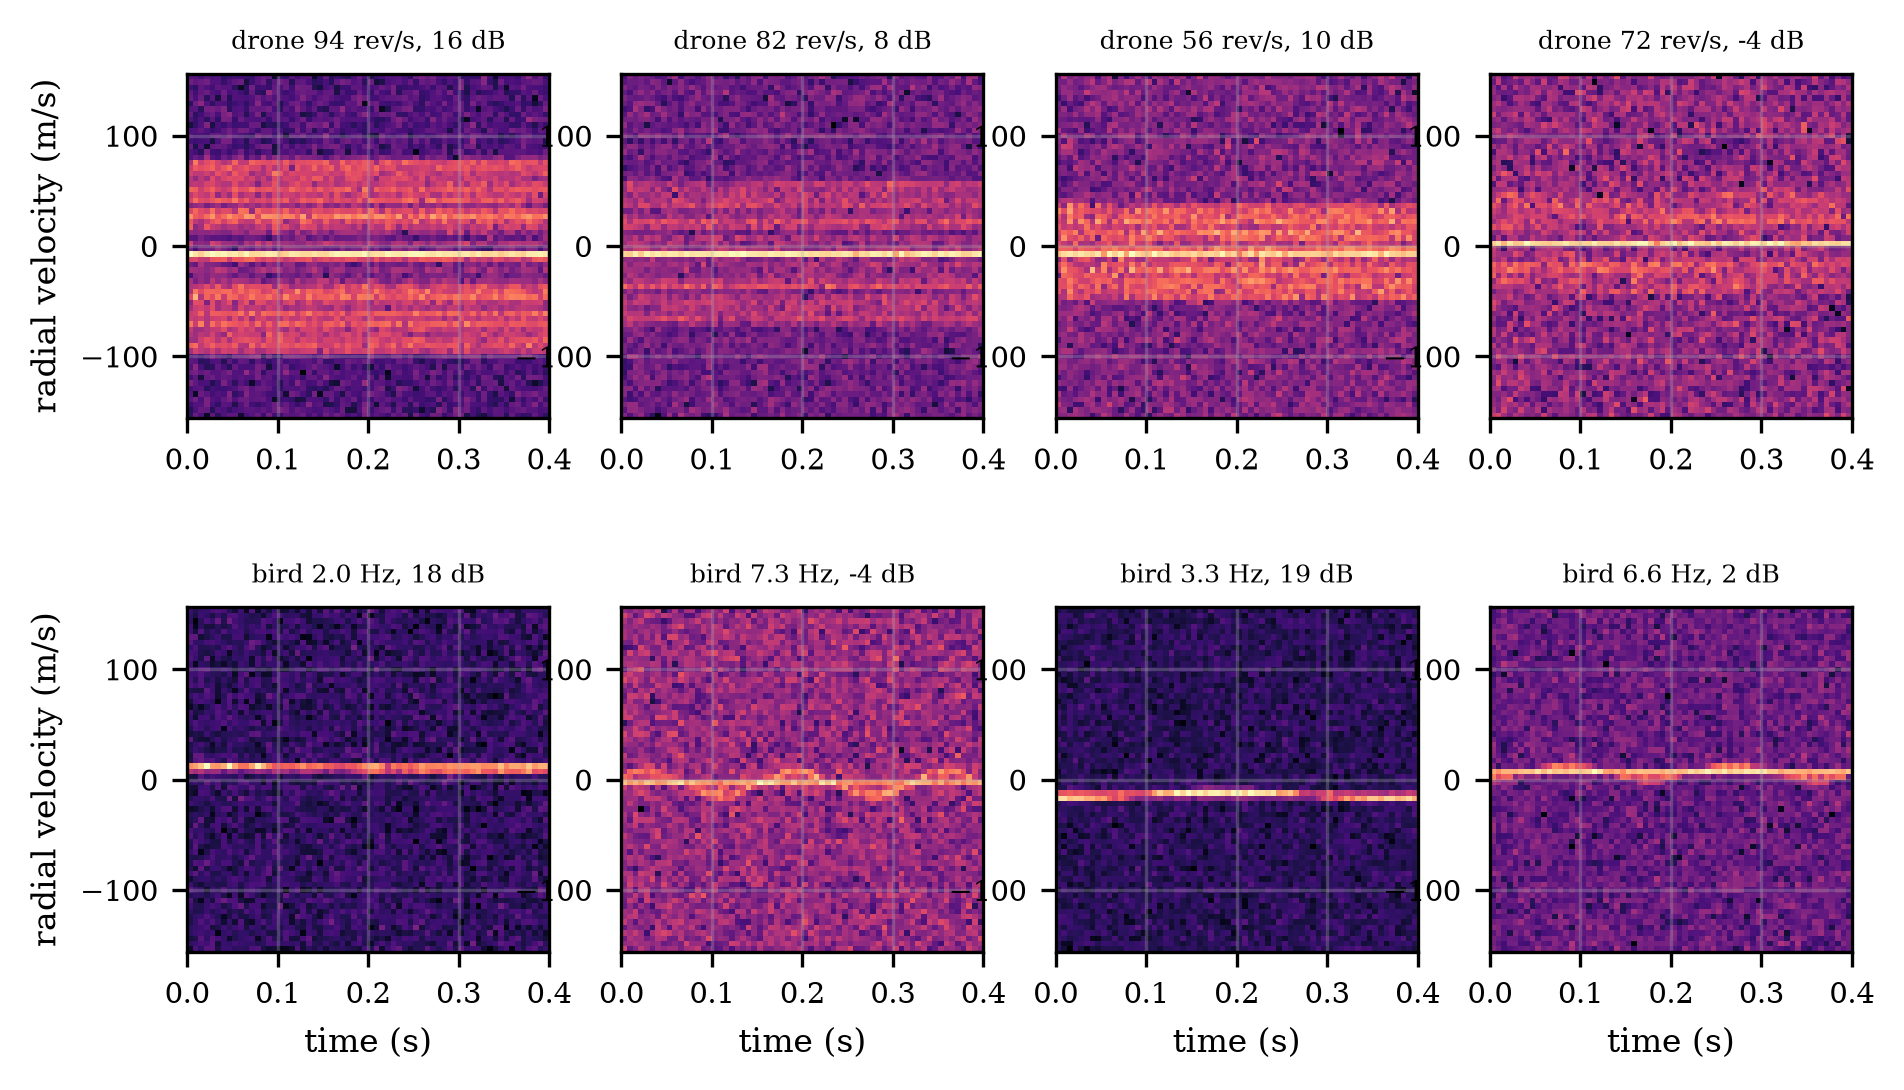 drone 94 rev/s, 16 dB
drone 82 rev/s, 8 dB
drone 56 rev/s, 10 dB
drone 72 rev/s, -4 dB
radial velocity (m/s)
100
0
−100
100
0
−100
100
0
−100
100
0
−100
0.0 0.1 0.2 0.3 0.4
0.0 0.1 0.2 0.3 0.4
0.0 0.1 0.2 0.3 0.4
0.0 0.1 0.2 0.3 0.4
bird 2.0 Hz, 18 dB
bird 7.3 Hz, -4 dB
bird 3.3 Hz, 19 dB
bird 6.6 Hz, 2 dB
radial velocity (m/s)
100
0
−100
100
0
−100
100
0
−100
100
0
−100
0.0 0.1 0.2 0.3 0.4
0.0 0.1 0.2 0.3 0.4
0.0 0.1 0.2 0.3 0.4
0.0 0.1 0.2 0.3 0.4
time (s)
time (s)
time (s)
time (s)